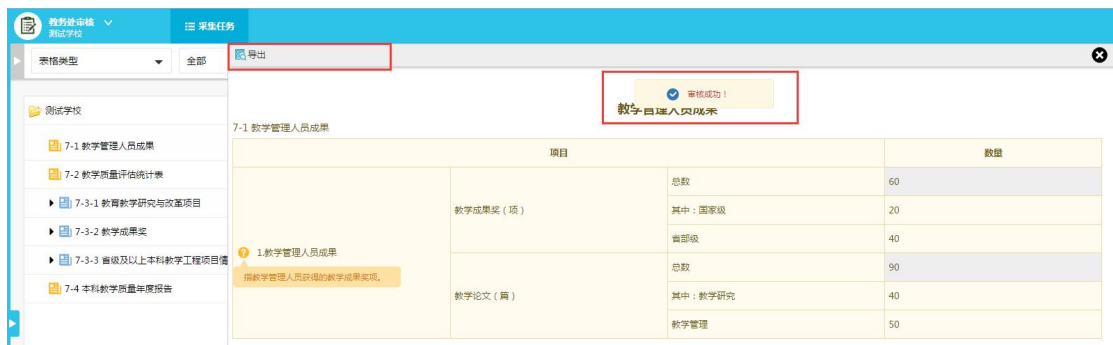 教务处审核
测试学校
采集任务
表格类型
全部
导出
审核成功！
教学管理人员成果
测试学校
7-1 教学管理人员成果
7-2 教学质量评估统计表
7-3-1 教育教学研究与改革项目
7-3-2 教学成果奖
7-3-3 省级及以上本科教学工程项目情
7-4 本科教学质量年度报告
7-1 教学管理人员成果
项目 数量
1.教学管理人员成果
指教学管理人员获得的教学成果奖项。
教学成果奖（项）
总数 60
其中：国家级 20
省部级 40
教学论文（篇）
总数 90
其中：教学研究 40
教学管理 50